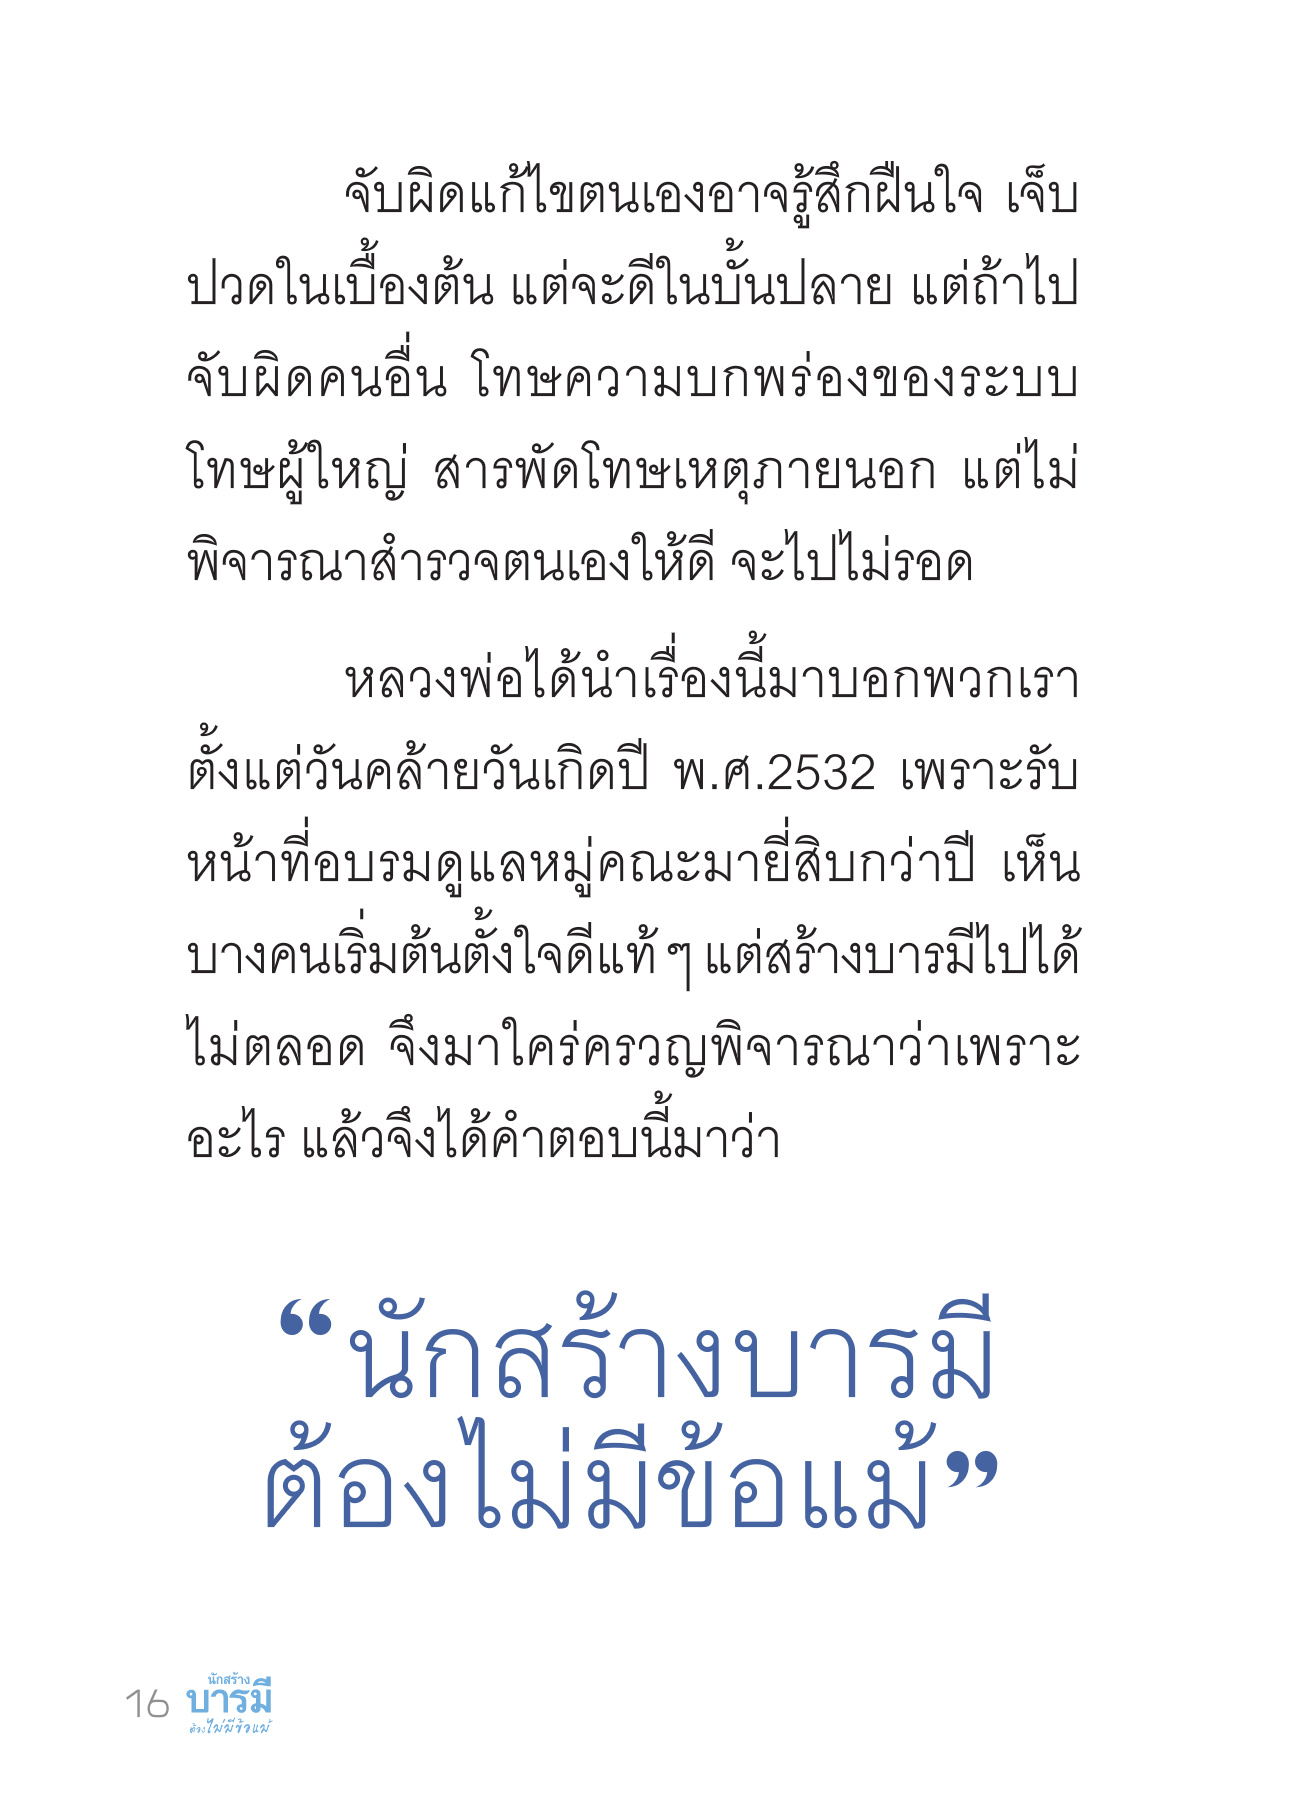 จับผิดแก้ไขตนเองอาจรู้สึกฝืนใจ เจ็บ
ปวดในเบื้องต้น แต่จะดีในบั้นปลาย แต่ถ้าไป
จับผิดคนอื่น โทษความบกพร่องของระบบ
โทษผู้ใหญ่ สารพัดโทษเหตุภายนอก แต่ไม่
พิจารณาสำรวจตนเองให้ดี จะไปไม่รอด
หลวงพ่อได้นำเรื่องนี้มาบอกพวกเรา
ตั้งแต่วันคล้ายวันเกิดปี พ.ศ.2532 เพราะรับ
หน้าที่อบรมดูแลหมู่คณะมายี่สิบกว่าปี เห็น
บางคนเริ่มต้นตั้งใจดีแท้ ๆ แต่สร้างบารมีไปได้
ไม่ตลอด จึงมาใคร่ครวญพิจารณาว่าเพราะ
อะไร แล้วจึงได้คำตอบนี้มาว่า
“นักสร้างบารมี
ต้องไม่มีข้อแม้”
16
นักสร้าง
บารมี
ต้องไม่มีข้อแม้